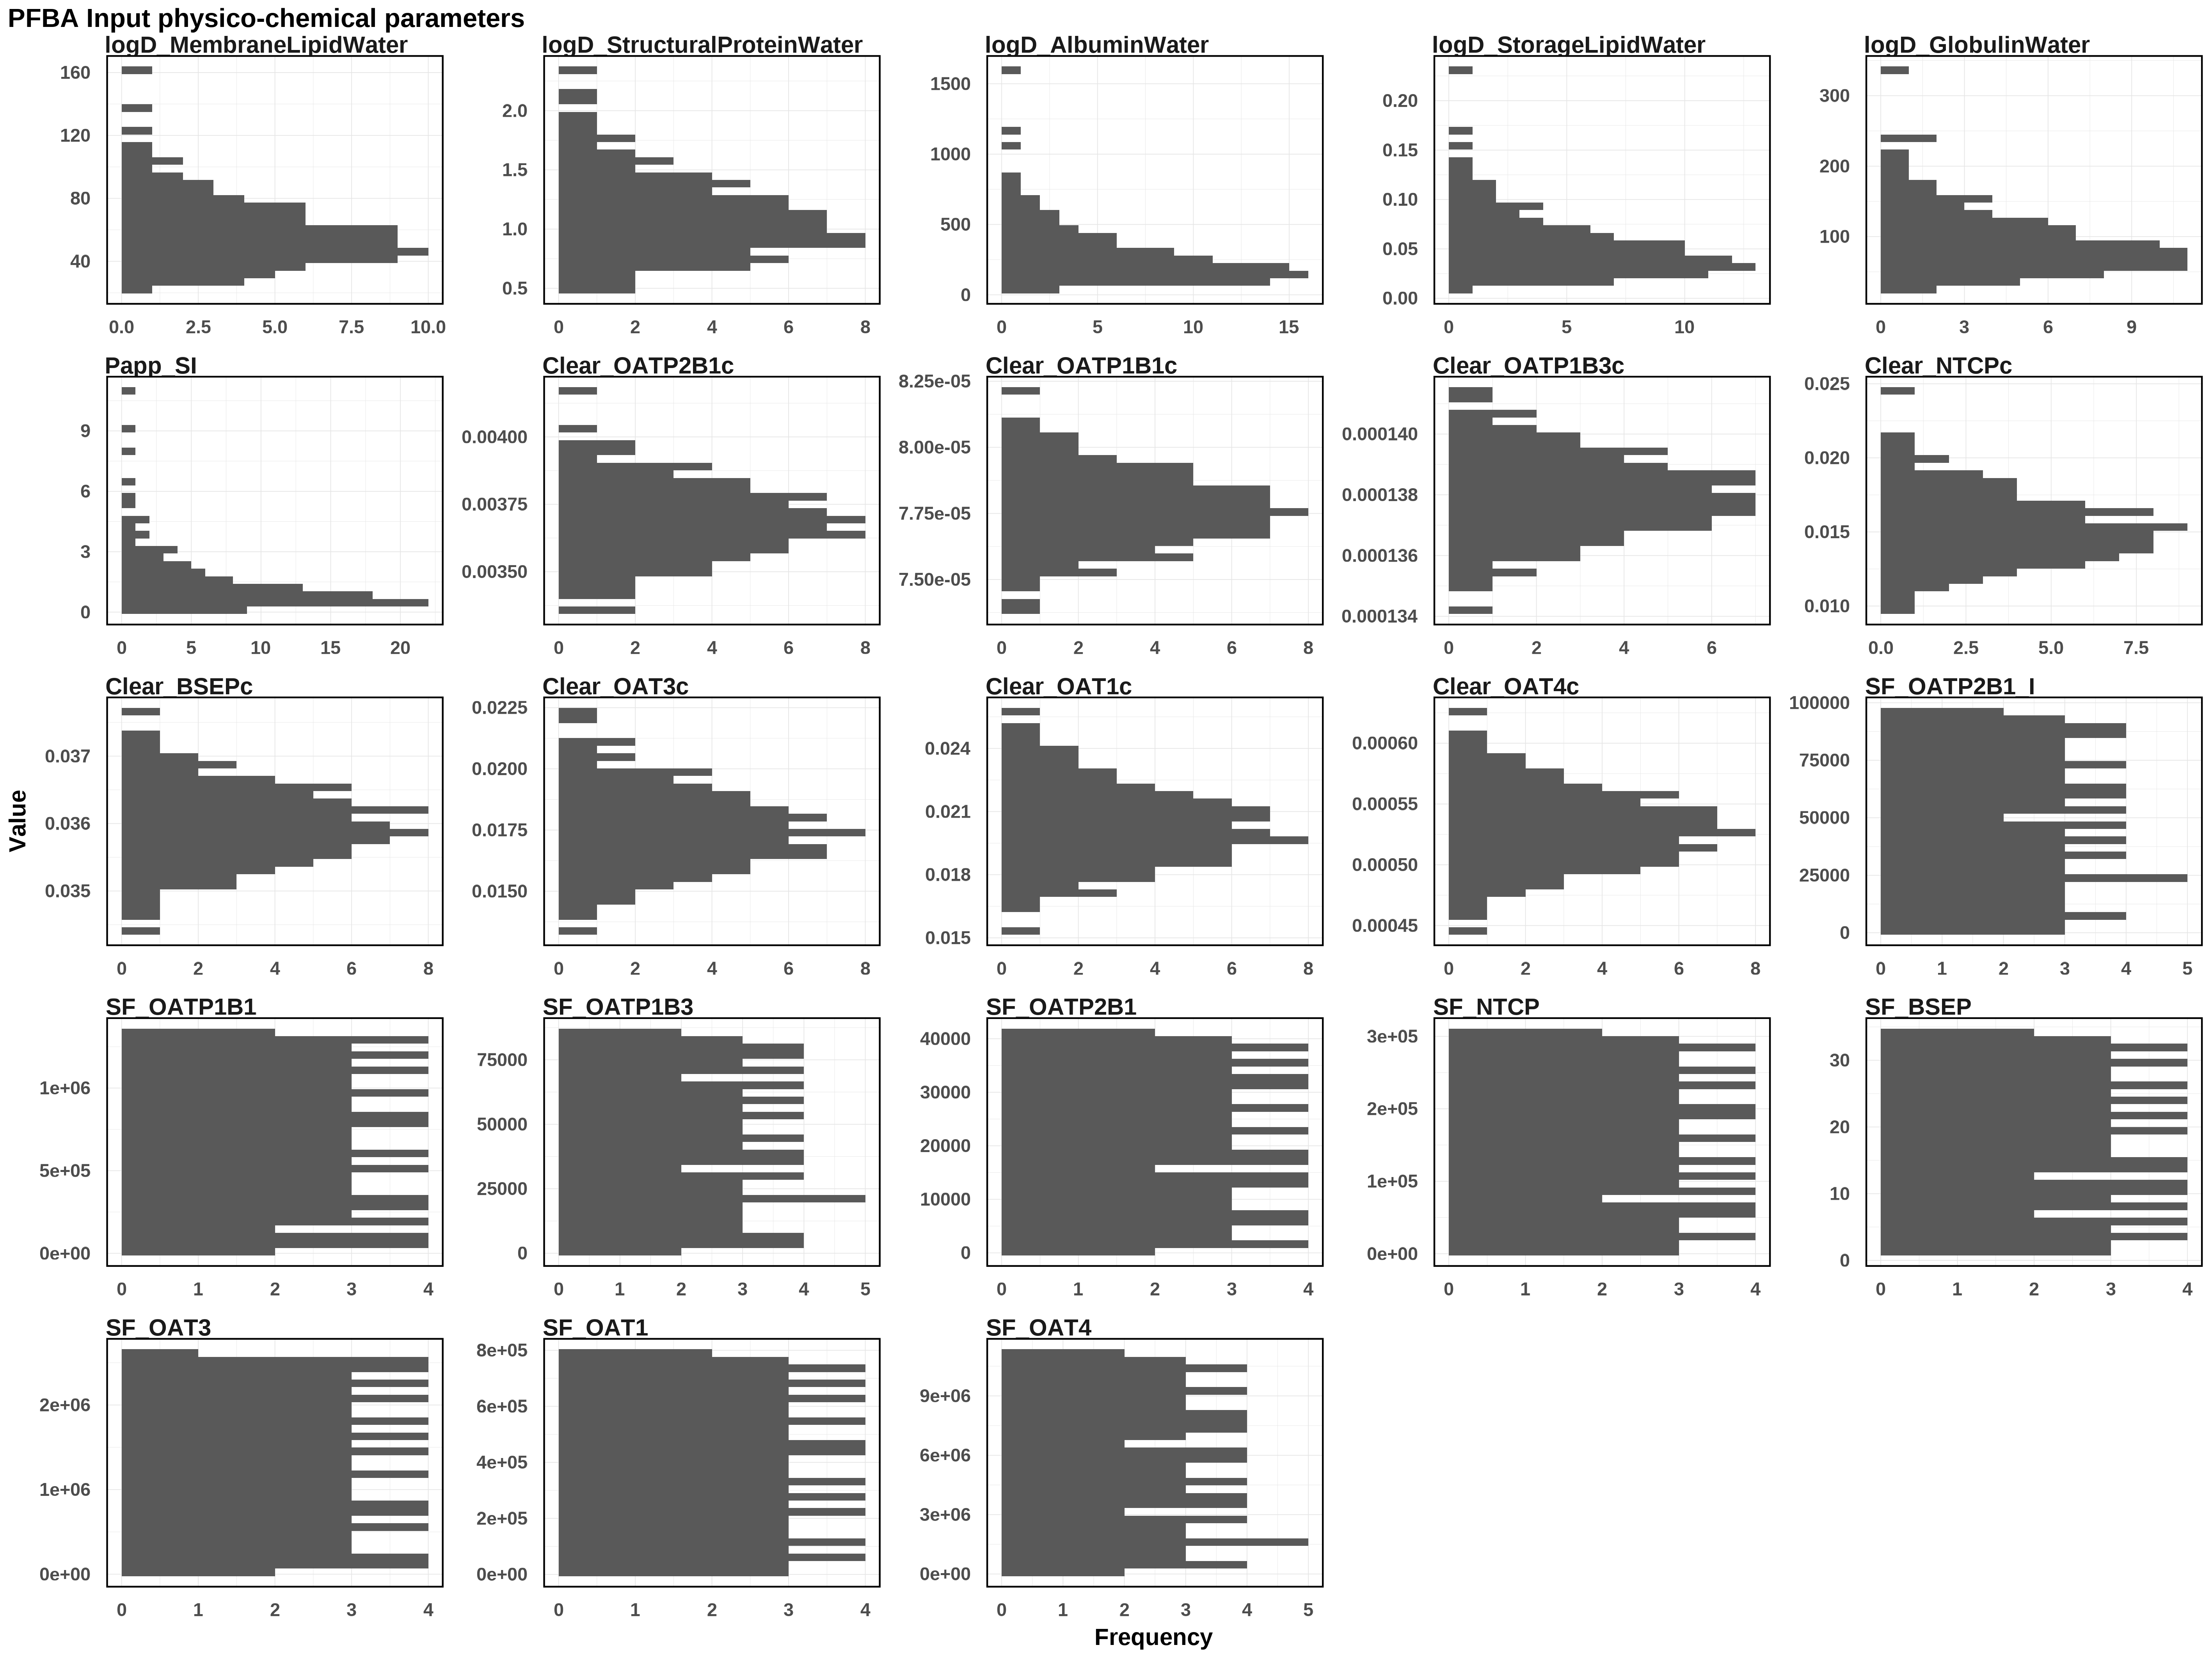 PFBA Input physico-chemical parameters
logD_MembraneLipidWater logD_StructuralProteinWater logD_AlbuminWater logD_StorageLipidWater logD_GlobulinWater
160
120
80
40
0.0 2.5 5.0 7.5 10.0
2.0
1.5
1.0
0.5
0 2 4 6 8
1500
1000
500
0
0 5 10 15
0.20
0.15
0.10
0.05
0.00
0 5 10
300
200
100
0 3 6 9
Papp_SI Clear_OATP2B1c Clear_OATP1B1c Clear_OATP1B3c Clear_NTCPc
9
6
3
0
0 5 10 15 20
0.00400
0.00375
0.00350
0 2 4 6 8
8.25e-05
8.00e-05
7.75e-05
7.50e-05
0 2 4 6 8
0.000140
0.000138
0.000136
0.000134
0 2 4 6
0.025
0.020
0.015
0.010
0.0 2.5 5.0 7.5
Clear_BSEPc Clear_OAT3c Clear_OAT1c Clear_OAT4c SF_OATP2B1_I
Value
0.037
0.036
0.035
0 2 4 6 8
0.0225
0.0200
0.0175
0.0150
0 2 4 6 8
0.024
0.021
0.018
0.015
0 2 4 6 8
0.00060
0.00055
0.00050
0.00045
0 2 4 6 8
100000
75000
50000
25000
0
0 1 2 3 4 5
SF_OATP1B1 SF_OATP1B3 SF_OATP2B1 SF_NTCP SF_BSEP
1e+06
5e+05
0e+00
0 1 2 3 4
75000
50000
25000
0
0 1 2 3 4 5
40000
30000
20000
10000
0
0 1 2 3 4
3e+05
2e+05
1e+05
0e+00
0 1 2 3 4
30
20
10
0
0 1 2 3 4
SF_OAT3 SF_OAT1 SF_OAT4
2e+06
1e+06
0e+00
0 1 2 3 4
8e+05
6e+05
4e+05
2e+05
0e+00
0 1 2 3 4
9e+06
6e+06
3e+06
0e+00
0 1 2 3 4 5
Frequency